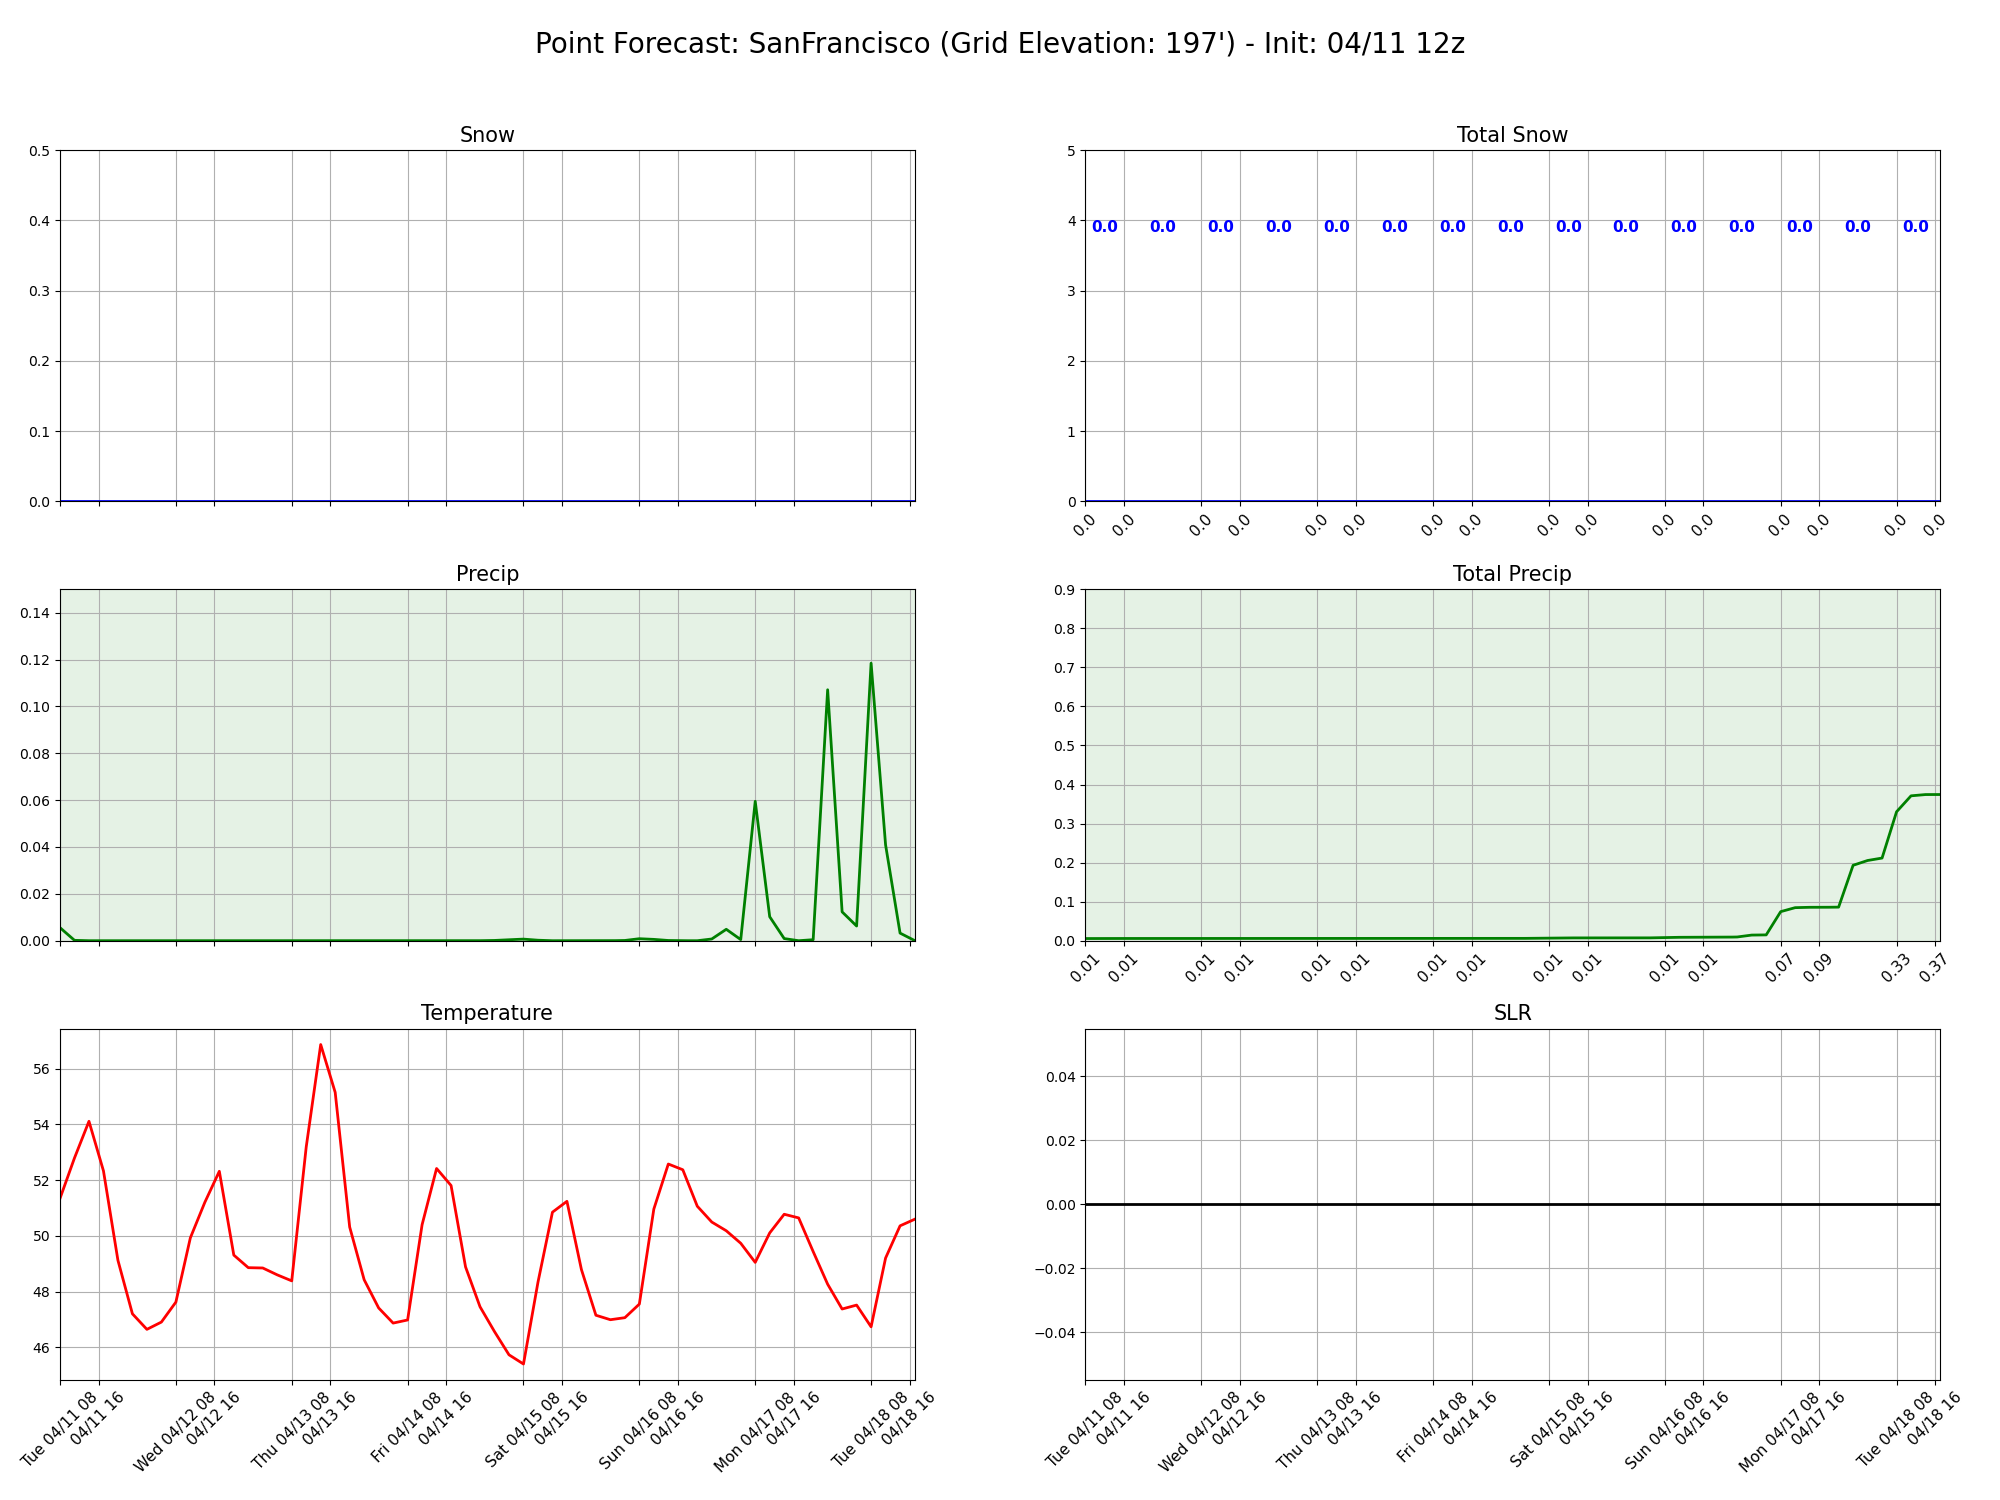 Point Forecast: SanFrancisco (Grid Elevation: 197') - Init: 04/11 12z
Snow
0.5
0.4
0.3
0.2
0.1
0.0
Total Snow
5
4
3
2
1
0
0.0 0.0 0.0 0.0 0.0 0.0 0.0 0.0 0.0 0.0 0.0 0.0 0.0 0.0 0.0
0.0 0.0 0.0 0.0 0.0 0.0 0.0 0.0 0.0 0.0 0.0 0.0 0.0 0.0 0.0 0.0
Precip
0.14
0.12
0.10
0.08
0.06
0.04
0.02
0.00
Total Precip
0.9
0.8
0.7
0.6
0.5
0.4
0.3
0.2
0.1
0.0
0.01 0.01 0.01 0.01 0.01 0.01 0.01 0.01 0.01 0.01 0.01 0.01 0.07 0.09 0.33 0.37
Temperature
56
54
52
50
48
46
Tue 04/11 08
04/11 16
Wed 04/12 08
04/12 16
Thu 04/13 08
04/13 16
Fri 04/14 08
04/14 16
Sat 04/15 08
04/15 16
Sun 04/16 08
04/16 16
Mon 04/17 08
04/17 16
Tue 04/18 08
04/18 16
SLR
0.04
0.02
0.00
−0.02
−0.04
Tue 04/11 08
04/11 16
Wed 04/12 08
04/12 16
Thu 04/13 08
04/13 16
Fri 04/14 08
04/14 16
Sat 04/15 08
04/15 16
Sun 04/16 08
04/16 16
Mon 04/17 08
04/17 16
Tue 04/18 08
04/18 16